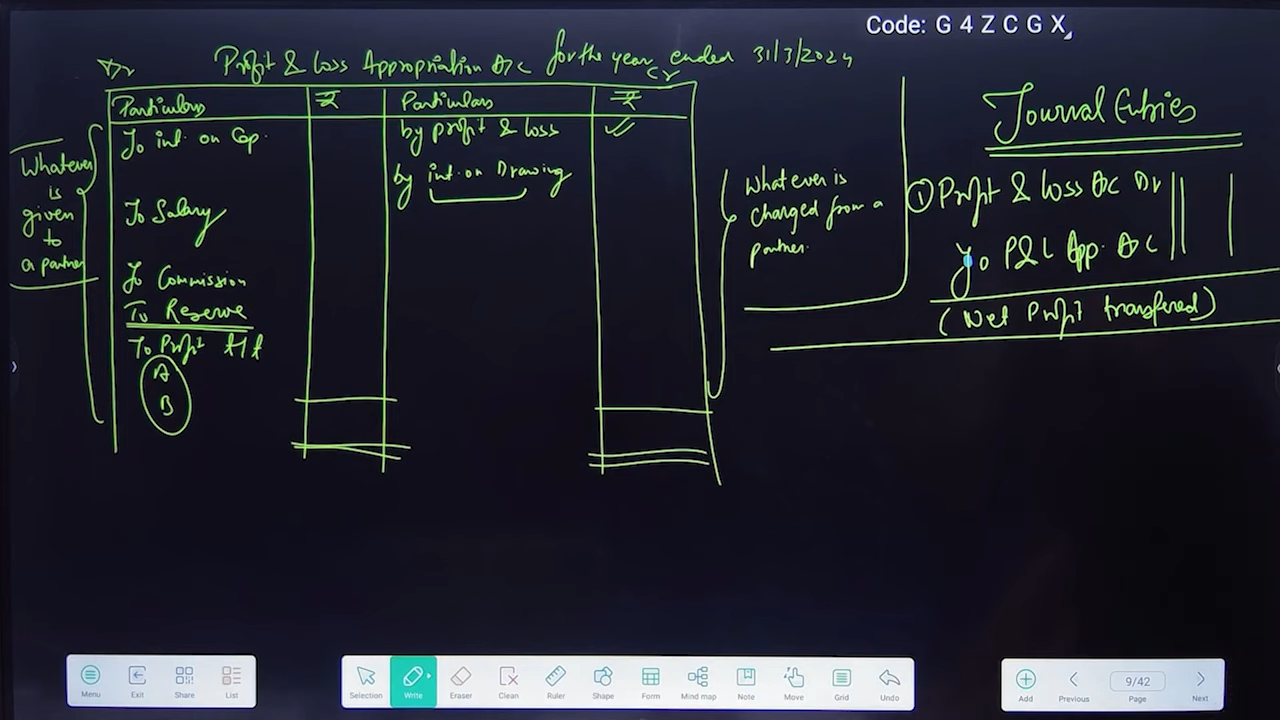 Code: G 4 Z C G X
Dr Profit & Loss Appropriation A/c for the year ended 31/3/2024 Cr
Particulars ₹ Particulars ₹
To int. on Cap.
by profit & loss ✓
by int. on Drawing
To Salary
To Commission
To Reserve
To Profit t/f
A
B
Whatever
is
given
to
a partner
Whatever is
charged from a
partner.
Journal Entries
① Profit & Loss A/c Dr
To P&L App. A/c
(Net Profit transferred)
Menu Exit Share List
Selection Write Eraser Clean Ruler Shape Form Mind map Note Move Grid Undo
Add Previous 9/42 Page Next